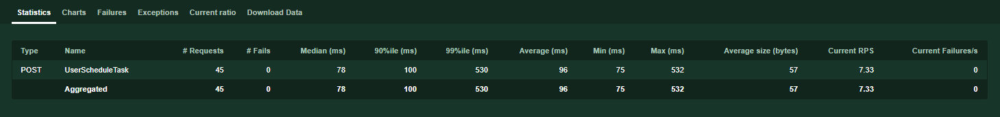 Statistics Charts Failures Exceptions Current ratio Download Data
Type Name # Requests # Fails Median (ms) 90%ile (ms) 99%ile (ms) Average (ms) Min (ms) Max (ms) Average size (bytes) Current RPS Current Failures/s
POST UserScheduleTask 45 0 78 100 530 96 75 532 57 7.33 0
Aggregated 45 0 78 100 530 96 75 532 57 7.33 0